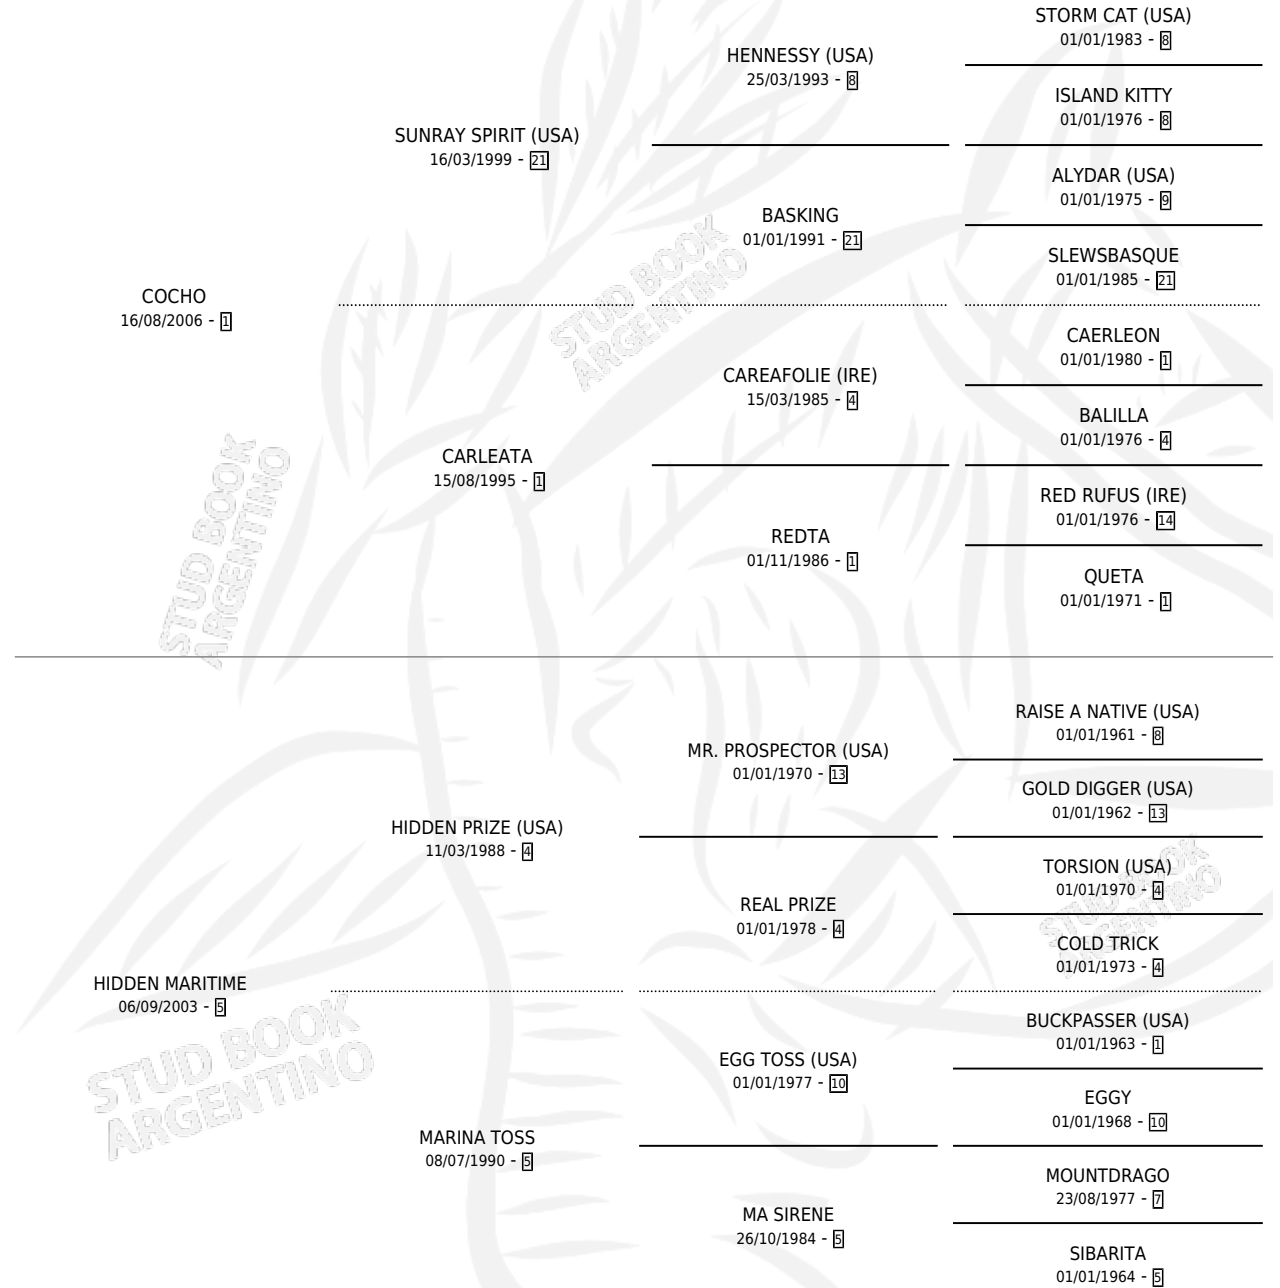 STORM CAT (USA)
01/01/1983 - 8
HENNESSY (USA)
25/03/1993 - 8
ISLAND KITTY
01/01/1976 - 8
SUNRAY SPIRIT (USA)
16/03/1999 - 21
ALYDAR (USA)
01/01/1975 - 9
BASKING
01/01/1991 - 21
SLEWSBASQUE
01/01/1985 - 21
COCHO
16/08/2006 - 1
CAERLEON
01/01/1980 - 1
CAREAFOLIE (IRE)
15/03/1985 - 4
BALILLA
01/01/1976 - 4
CARLEATA
15/08/1995 - 1
RED RUFUS (IRE)
01/01/1976 - 14
REDTA
01/11/1986 - 1
QUETA
01/01/1971 - 1
RAISE A NATIVE (USA)
01/01/1961 - 8
MR. PROSPECTOR (USA)
01/01/1970 - 13
GOLD DIGGER (USA)
01/01/1962 - 13
HIDDEN PRIZE (USA)
11/03/1988 - 4
TORSION (USA)
01/01/1970 - 4
REAL PRIZE
01/01/1978 - 4
COLD TRICK
01/01/1973 - 4
HIDDEN MARITIME
06/09/2003 - 5
BUCKPASSER (USA)
01/01/1963 - 1
EGG TOSS (USA)
01/01/1977 - 10
EGGY
01/01/1968 - 10
MARINA TOSS
08/07/1990 - 5
MOUNTDRAGO
23/08/1977 - 7
MA SIRENE
26/10/1984 - 5
SIBARITA
01/01/1964 - 5
STUD BOOK
ARGENTINO
STUD BOOK
ARGENTINO
STUD BOOK
ARGENTINO
STUD BOOK
ARGENTINO